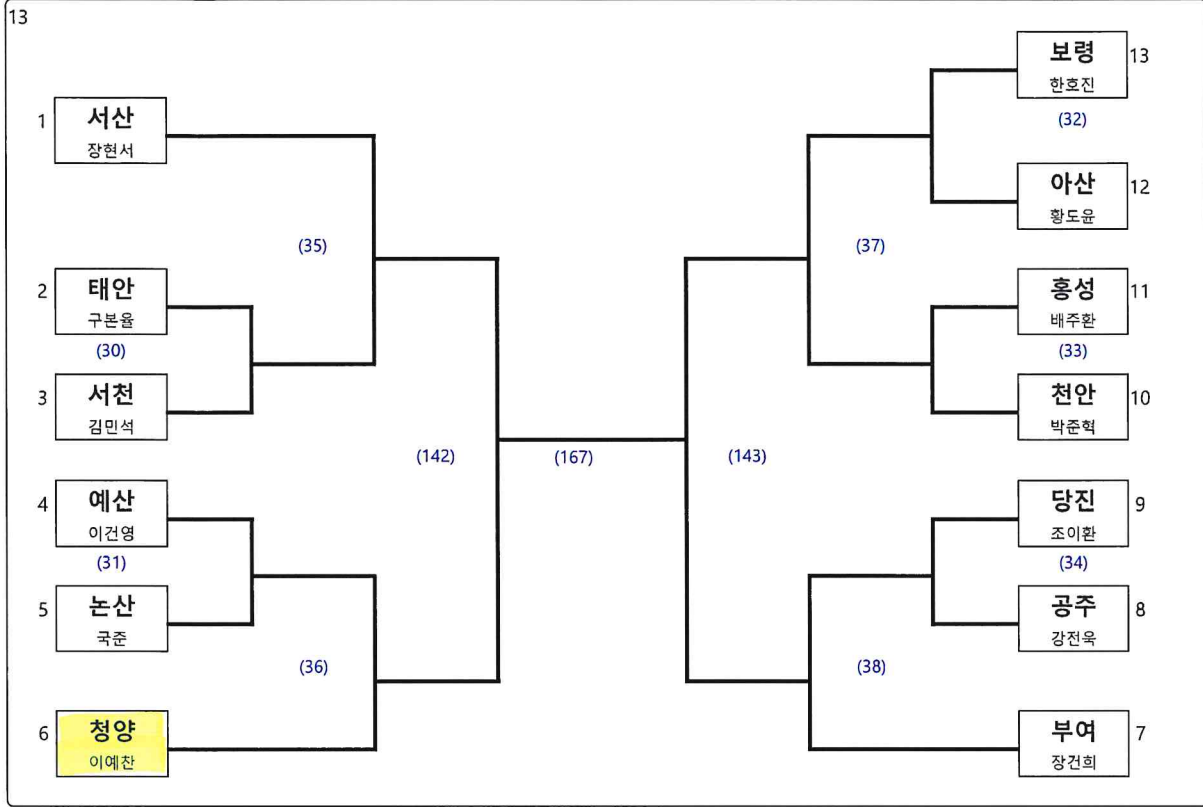 13
1
서산
장현서
2
태안
구본율
(30)
3
서천
김민석
4
예산
이건영
(31)
5
논산
국준
6
청양
이예찬
(35)
(36)
(142)
(167)
(143)
(37)
(38)
보령
한호진
13
(32)
아산
황도윤
12
홍성
배주환
11
(33)
천안
박준혁
10
당진
조이환
9
(34)
공주
강전욱
8
부여
장건희
7